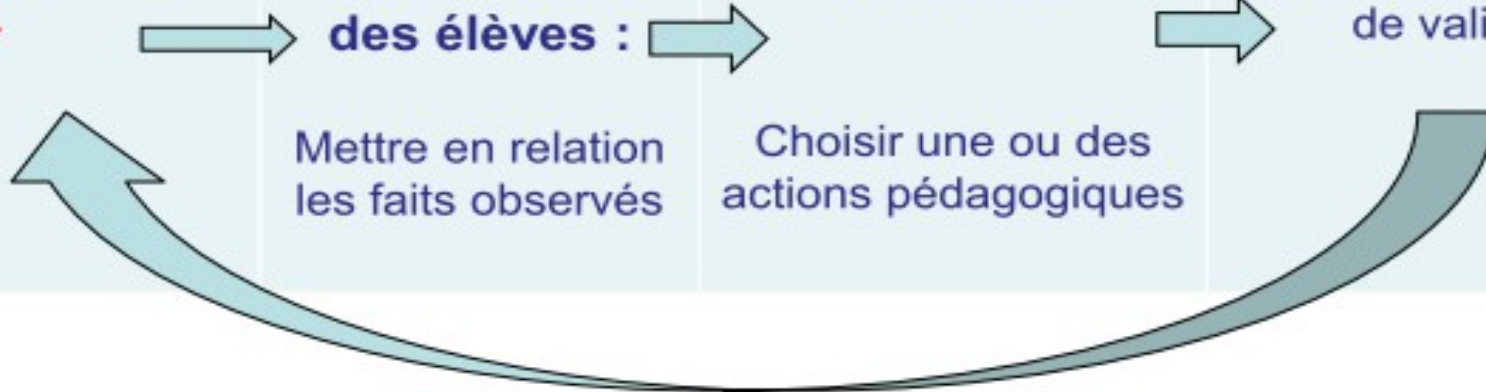 des élèves :
de vali
Mettre en relation
les faits observés
Choisir une ou des
actions pédagogiques